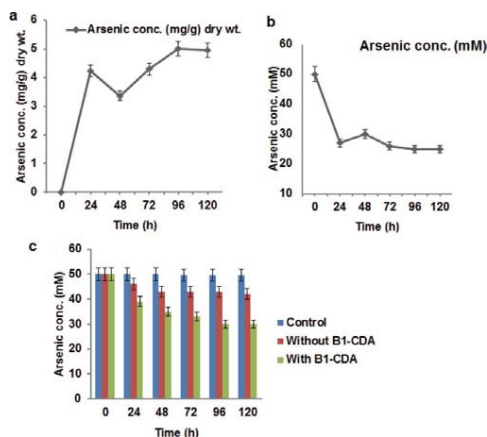 a
Arsenic conc. (mg/g) dry wt.
Arsenic conc. (mg/g) dry wt.
6
5
4
3
2
1
0
0 24 48 72 96 120
Time (h)
b
Arsenic conc. (mM)
Arsenic conc. (mM)
60
50
40
30
20
10
0 24 48 72 96 120
Time (h)
c
Arsenic conc. (mM)
60
50
40
30
20
10
0
0 24 48 72 96 120
Time (h)
Control
Without B1-CDA
With B1-CDA